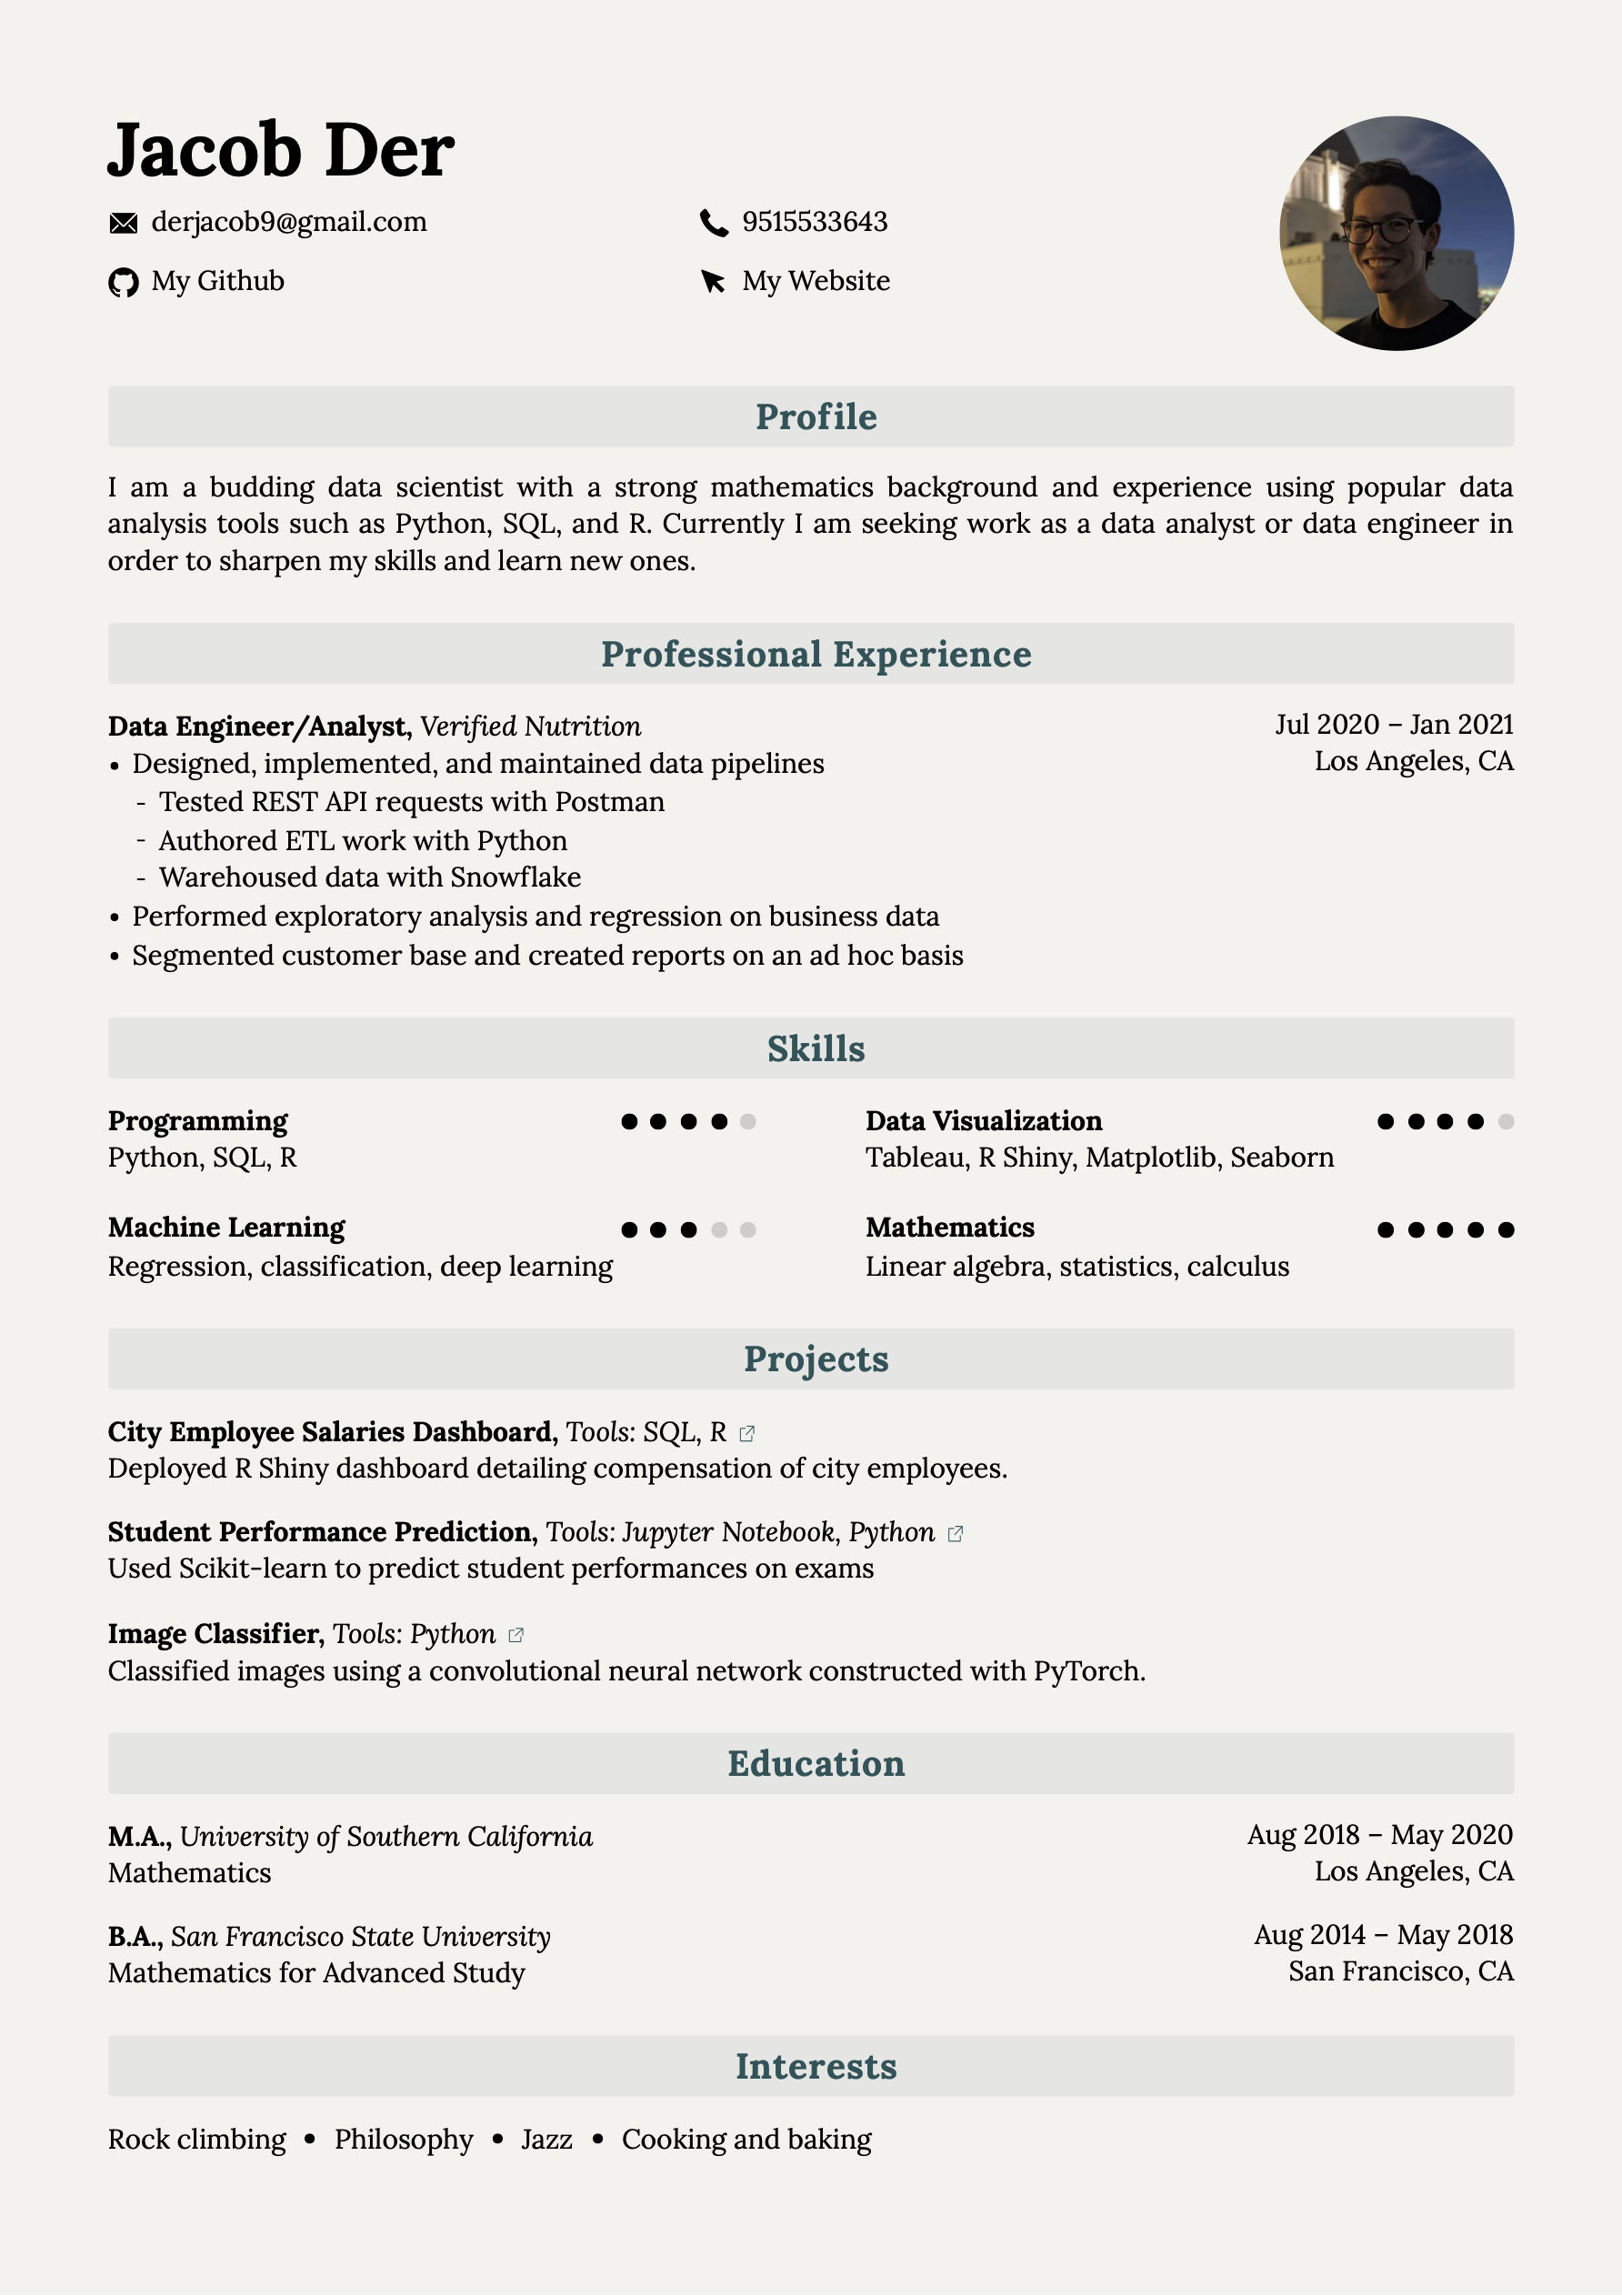 Jacob Der
derjacob9@gmail.com
9515533643
My Github
My Website
Profile
I am a budding data scientist with a strong mathematics background and experience using popular data
analysis tools such as Python, SQL, and R. Currently I am seeking work as a data analyst or data engineer in
order to sharpen my skills and learn new ones.
Professional Experience
Data Engineer/Analyst, Verified Nutrition
Jul 2020 – Jan 2021
Los Angeles, CA
• Designed, implemented, and maintained data pipelines
- Tested REST API requests with Postman
- Authored ETL work with Python
- Warehoused data with Snowflake
• Performed exploratory analysis and regression on business data
• Segmented customer base and created reports on an ad hoc basis
Skills
Programming
Python, SQL, R
Data Visualization
Tableau, R Shiny, Matplotlib, Seaborn
Machine Learning
Regression, classification, deep learning
Mathematics
Linear algebra, statistics, calculus
Projects
City Employee Salaries Dashboard, Tools: SQL, R
Deployed R Shiny dashboard detailing compensation of city employees.
Student Performance Prediction, Tools: Jupyter Notebook, Python
Used Scikit-learn to predict student performances on exams
Image Classifier, Tools: Python
Classified images using a convolutional neural network constructed with PyTorch.
Education
M.A., University of Southern California
Mathematics
Aug 2018 – May 2020
Los Angeles, CA
B.A., San Francisco State University
Mathematics for Advanced Study
Aug 2014 – May 2018
San Francisco, CA
Interests
Rock climbing • Philosophy • Jazz • Cooking and baking